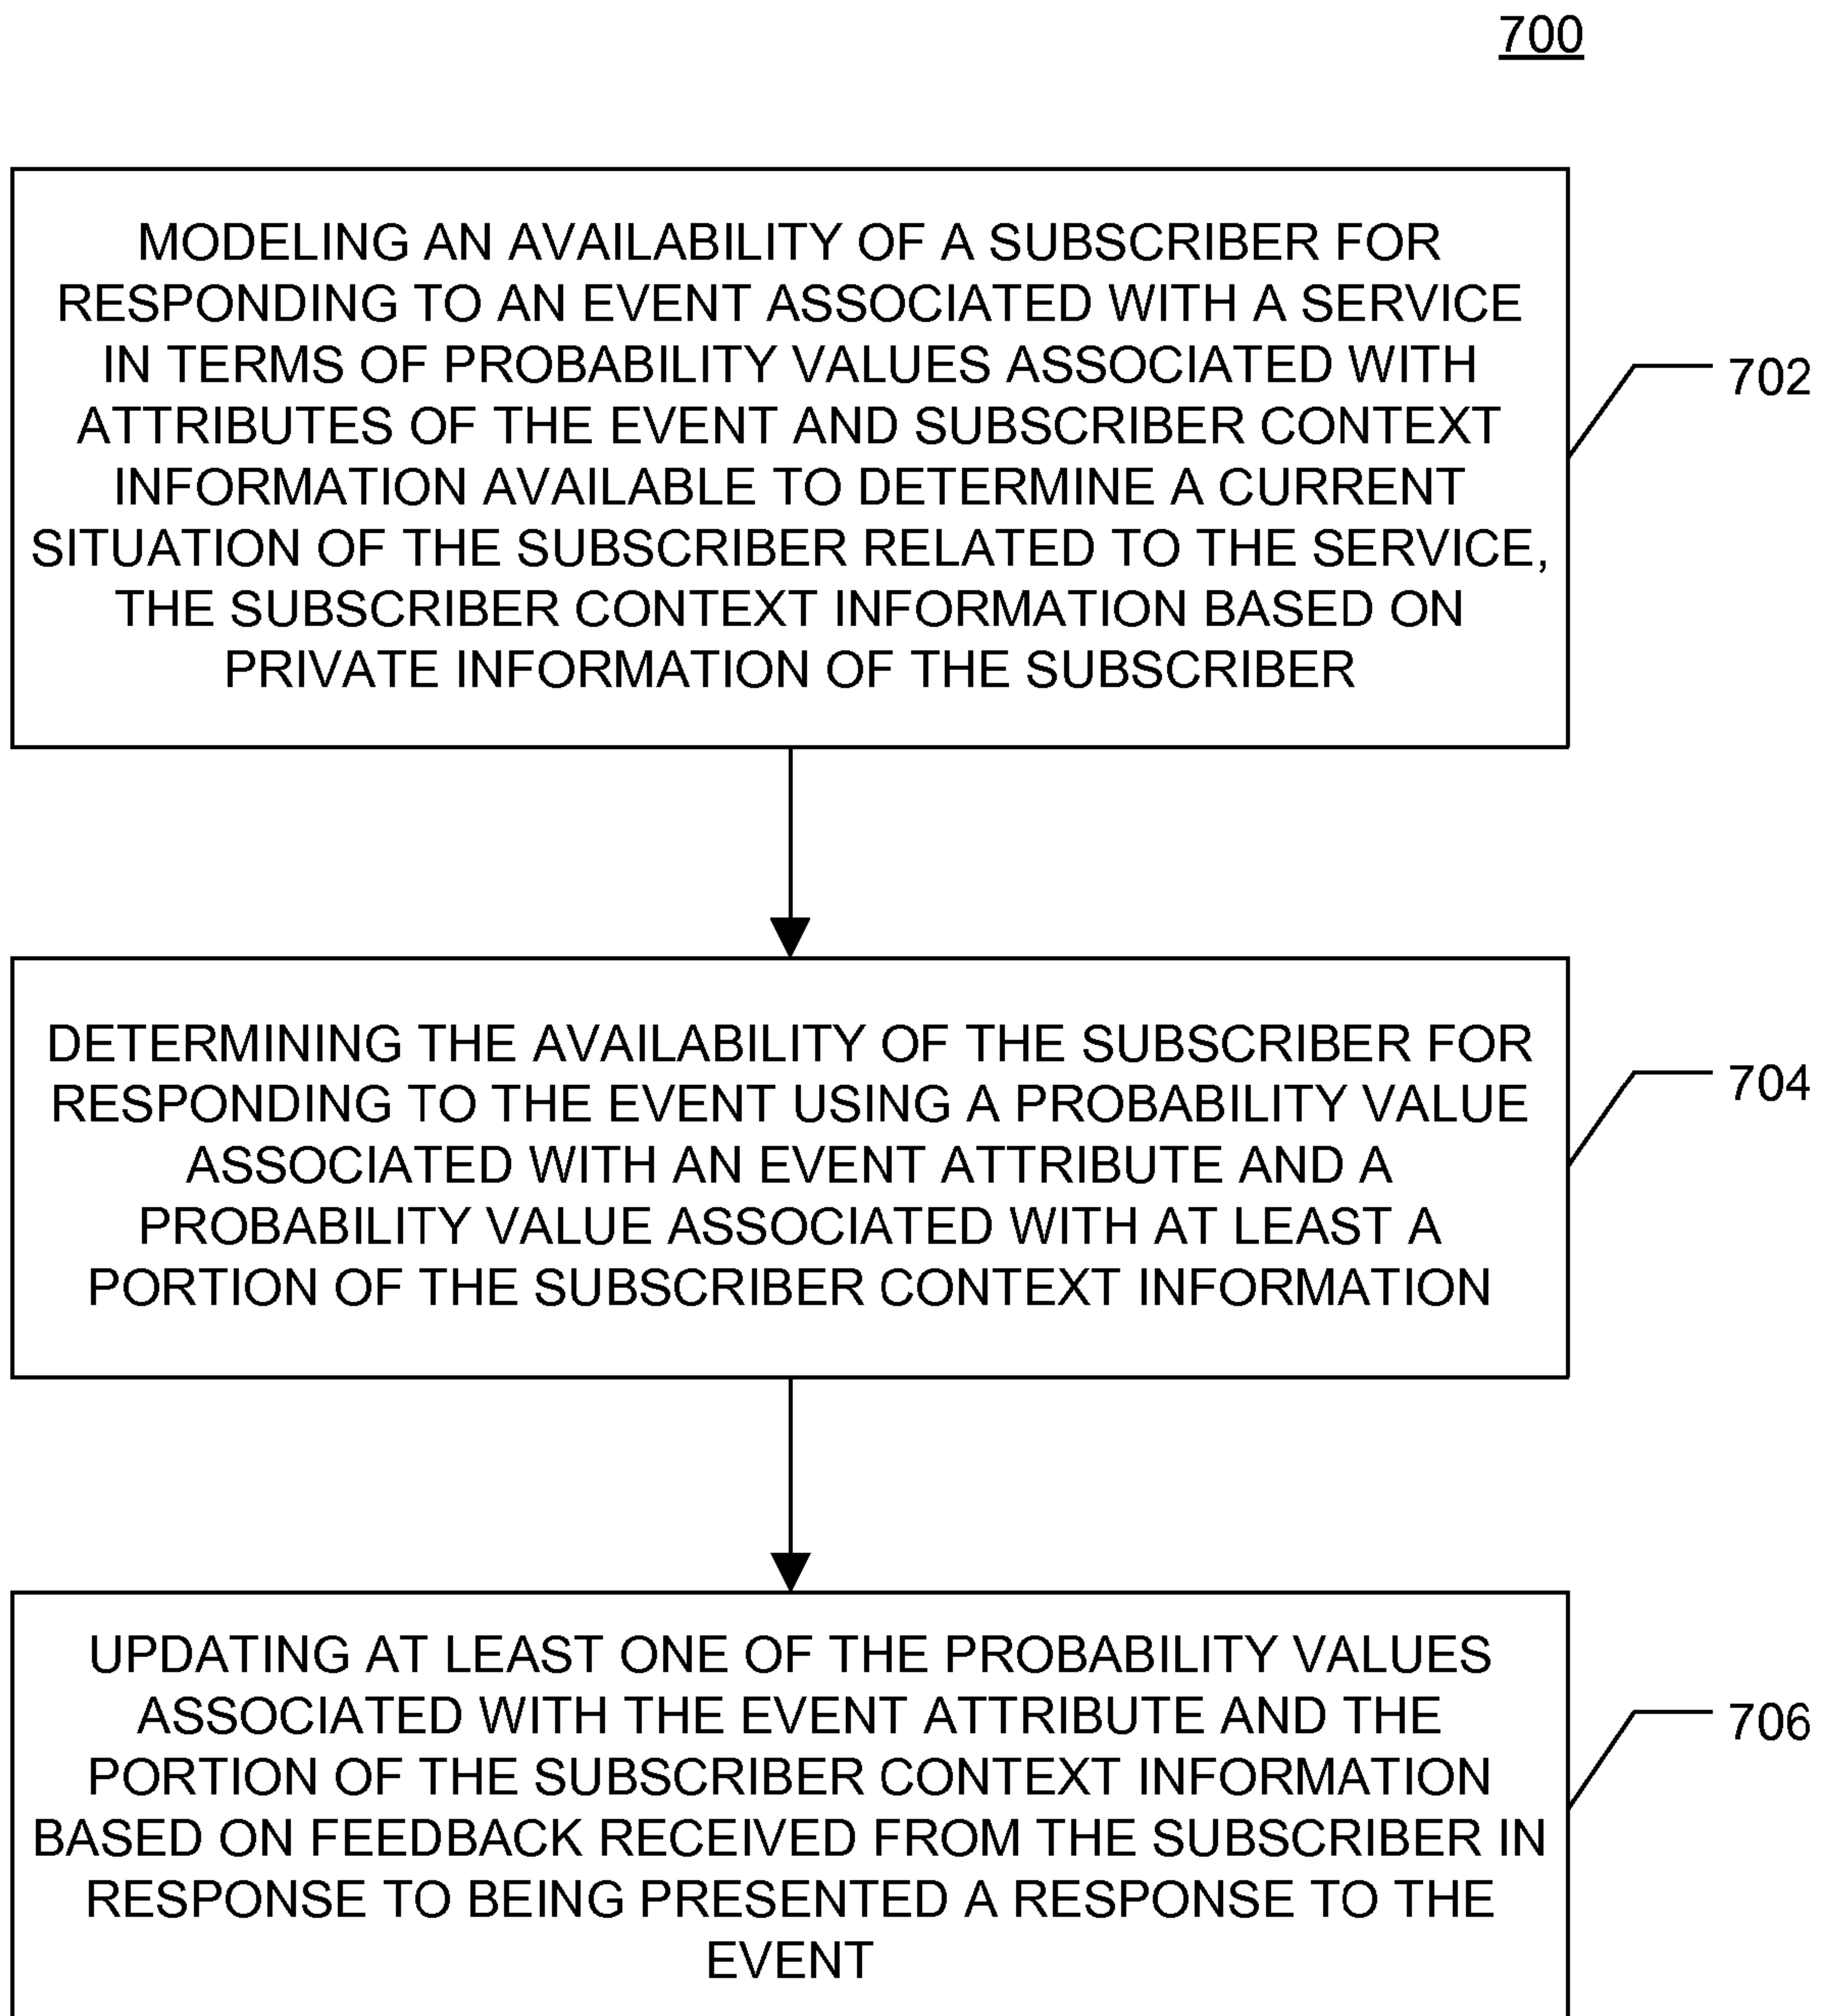 700
MODELING AN AVAILABILITY OF A SUBSCRIBER FOR
RESPONDING TO AN EVENT ASSOCIATED WITH A SERVICE
IN TERMS OF PROBABILITY VALUES ASSOCIATED WITH
ATTRIBUTES OF THE EVENT AND SUBSCRIBER CONTEXT
INFORMATION AVAILABLE TO DETERMINE A CURRENT
SITUATION OF THE SUBSCRIBER RELATED TO THE SERVICE,
THE SUBSCRIBER CONTEXT INFORMATION BASED ON
PRIVATE INFORMATION OF THE SUBSCRIBER
702
DETERMINING THE AVAILABILITY OF THE SUBSCRIBER FOR
RESPONDING TO THE EVENT USING A PROBABILITY VALUE
ASSOCIATED WITH AN EVENT ATTRIBUTE AND A
PROBABILITY VALUE ASSOCIATED WITH AT LEAST A
PORTION OF THE SUBSCRIBER CONTEXT INFORMATION
704
UPDATING AT LEAST ONE OF THE PROBABILITY VALUES
ASSOCIATED WITH THE EVENT ATTRIBUTE AND THE
PORTION OF THE SUBSCRIBER CONTEXT INFORMATION
BASED ON FEEDBACK RECEIVED FROM THE SUBSCRIBER IN
RESPONSE TO BEING PRESENTED A RESPONSE TO THE
EVENT
706